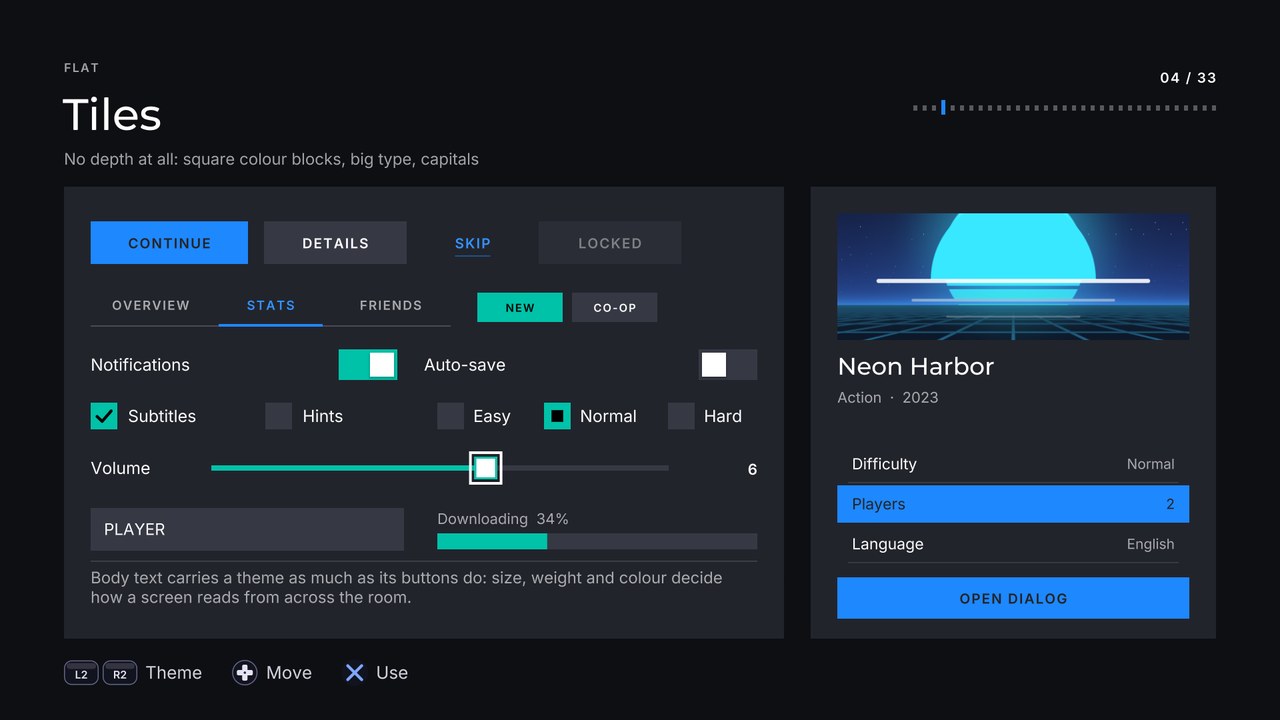 FLAT
04 / 33
Tiles
No depth at all: square colour blocks, big type, capitals
CONTINUE
DETAILS
SKIP
LOCKED
OVERVIEW
STATS
FRIENDS
NEW
CO-OP
Notifications
Auto-save
Subtitles
Hints
Easy
Normal
Hard
Volume
6
PLAYER
Downloading 34%
Body text carries a theme as much as its buttons do: size, weight and colour decide
how a screen reads from across the room.
Neon Harbor
Action · 2023
Difficulty
Normal
Players
2
Language
English
OPEN DIALOG
L2
R2
Theme
Move
Use